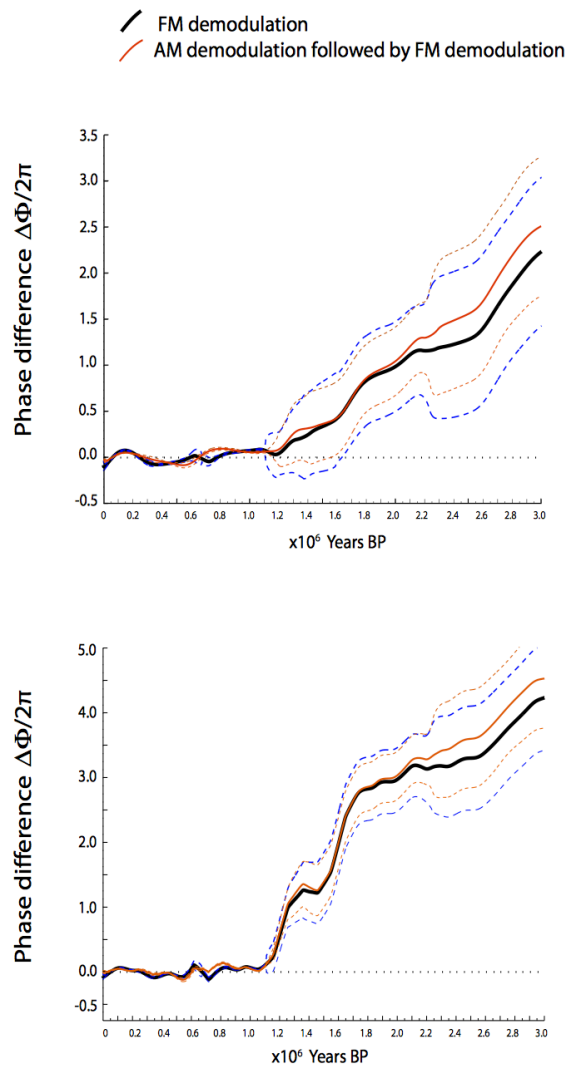 FM demodulation
AM demodulation followed by FM demodulation
3.5
3.0
2.5
2.0
1.5
1.0
0.5
0.0
-0.5
Phase difference ΔΦ/2π
0 0.2 0.4 0.6 0.8 1.0 1.2 1.4 1.6 1.8 2.0 2.2 2.4 2.6 2.8 3.0
x10⁶ Years BP
5.0
4.0
3.0
2.0
1.0
0.0
-0.5
Phase difference ΔΦ/2π
0 0.2 0.4 0.6 0.8 1.0 1.2 1.4 1.6 1.8 2.0 2.2 2.4 2.6 2.8 3.0
x10⁶ Years BP